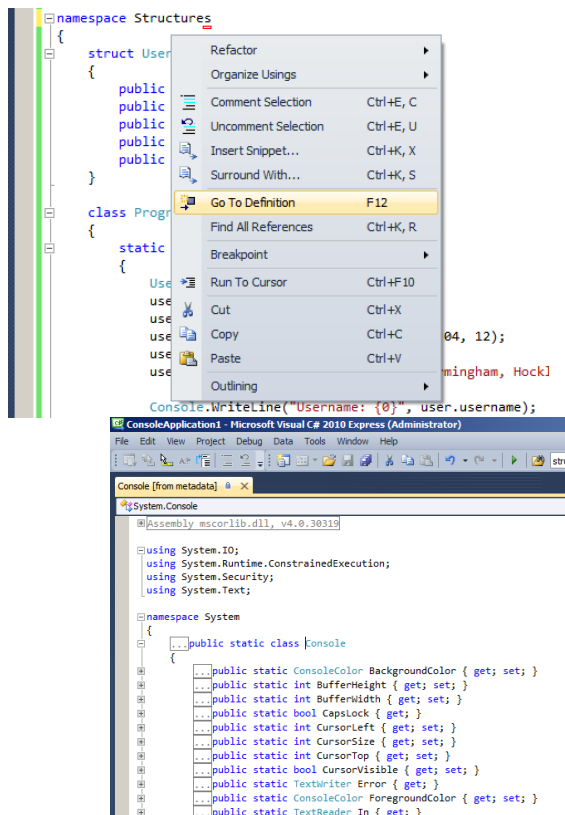 namespace Structures
{
struct User
Refactor
{
Organize Usings
public
Comment Selection Ctrl+E, C
public
Uncomment Selection Ctrl+E, U
public
Insert Snippet... Ctrl+K, X
public
public
Surround With... Ctrl+K, S
}
Go To Definition F12
class Progr
Find All References Ctrl+K, R
{
static
Breakpoint
{
Use
Run To Cursor Ctrl+F10
use
Cut Ctrl+X
use
use
Copy Ctrl+C
04, 12);
use
Paste Ctrl+V
use
mingham, Hockl
Outlining
Console.WriteLine("Username: {0}", user.username);
ConsoleApplication1 - Microsoft Visual C# 2010 Express (Administrator)
File Edit View Project Debug Data Tools Window Help
stru
Console [from metadata]
System.Console
Assembly mscorlib.dll, v4.0.30319
using System.IO;
using System.Runtime.ConstrainedExecution;
using System.Security;
using System.Text;
namespace System
{
...public static class Console
{
...public static ConsoleColor BackgroundColor { get; set; }
...public static int BufferHeight { get; set; }
...public static int BufferWidth { get; set; }
...public static bool CapsLock { get; }
...public static int CursorLeft { get; set; }
...public static int CursorSize { get; set; }
...public static int CursorTop { get; set; }
...public static bool CursorVisible { get; set; }
...public static TextWriter Error { get; }
...public static ConsoleColor ForegroundColor { get; set; }
...public static TextReader In { get; }